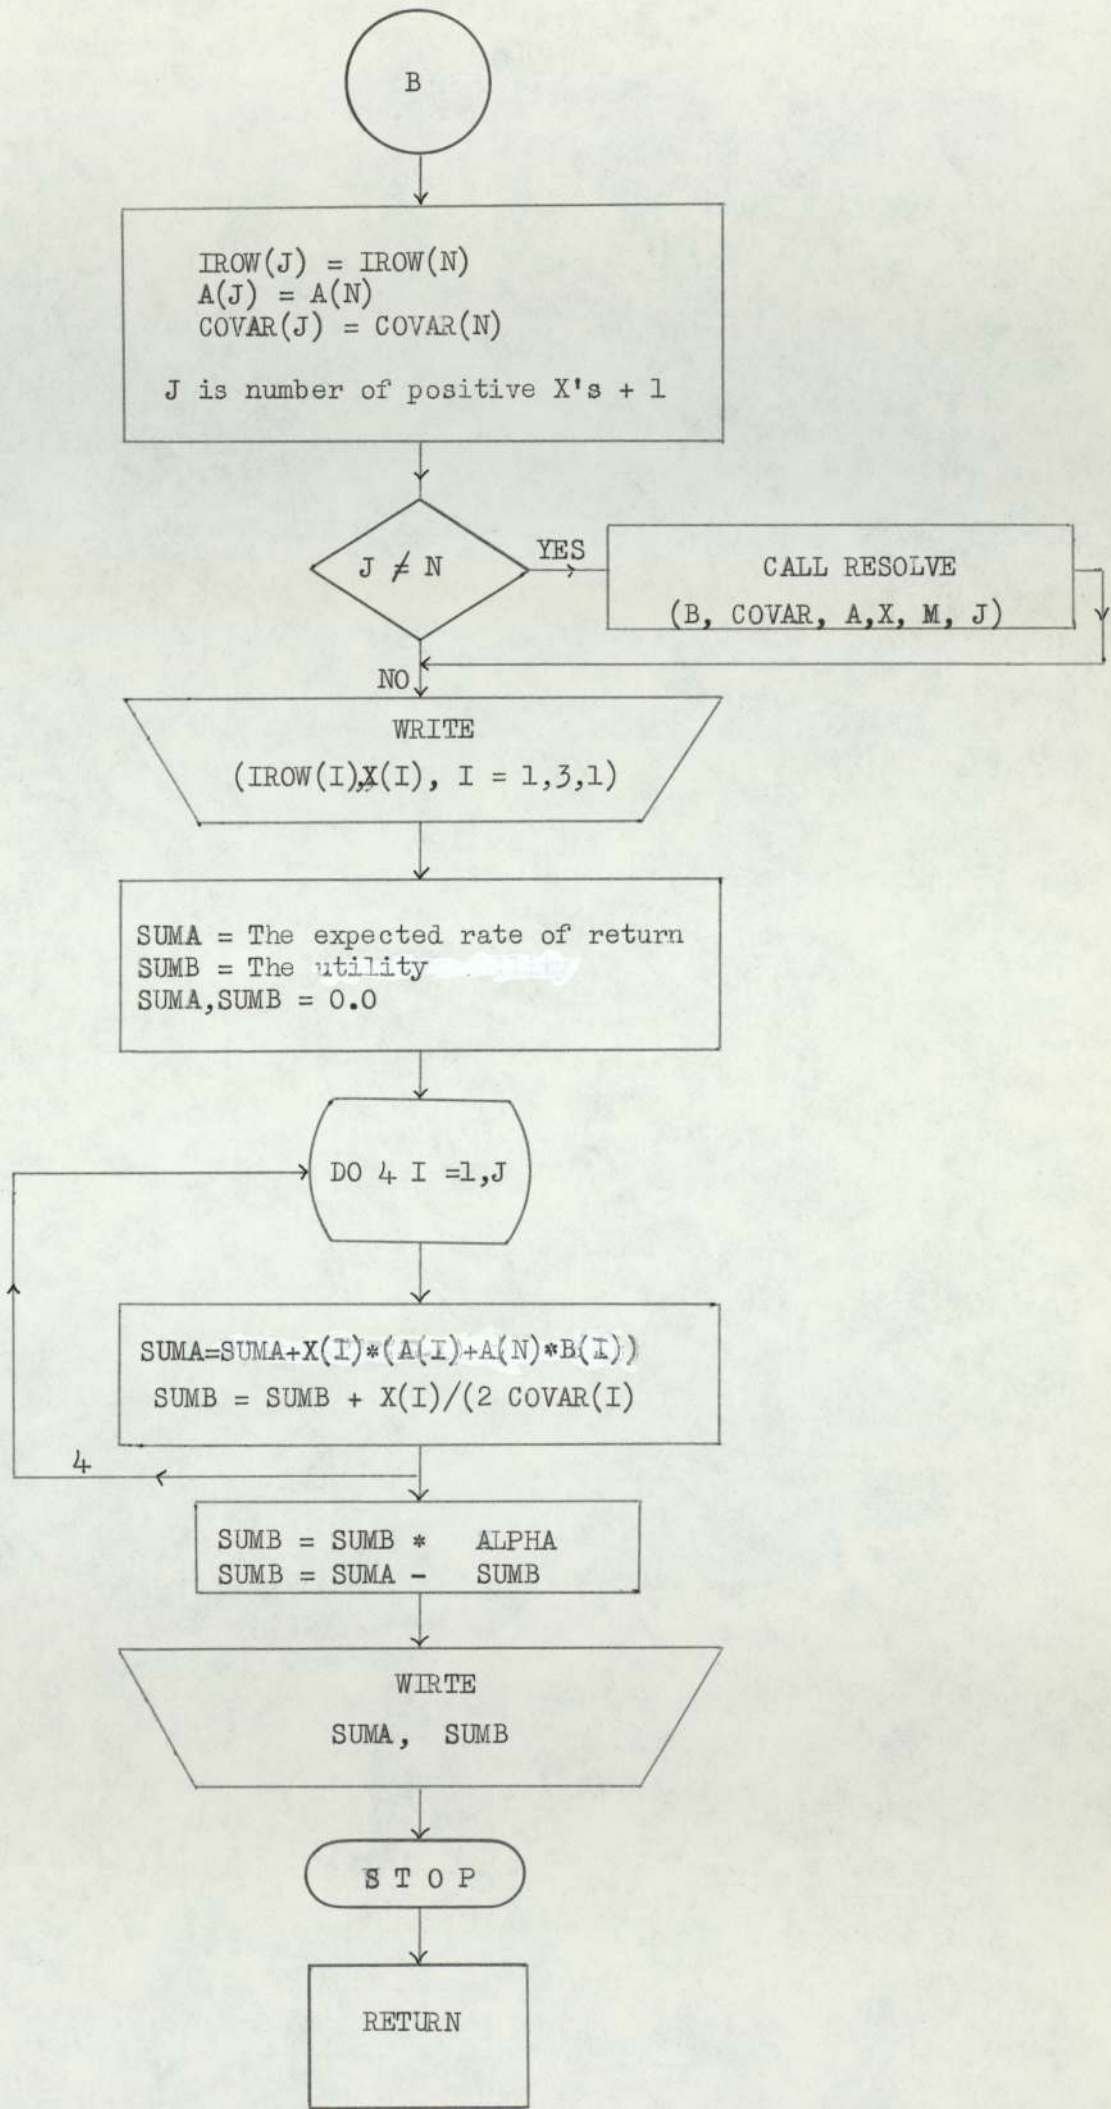 B
IROW(J) = IROW(N)
A(J) = A(N)
COVAR(J) = COVAR(N)
J is number of positive X's + 1
J ≠ N
YES
CALL RESOLVE
(B, COVAR, A,X, M, J)
NO
WRITE
(IROW(I),X(I), I = 1,3,1)
SUMA = The expected rate of return
SUMB = The utility
SUMA,SUMB = 0.0
DO 4 I =1,J
SUMA=SUMA+X(I)*(A(I)+A(N)*B(I))
SUMB = SUMB + X(I)/(2 COVAR(I)
4
SUMB = SUMB * ALPHA
SUMB = SUMA - SUMB
WIRTE
SUMA, SUMB
S T O P
RETURN